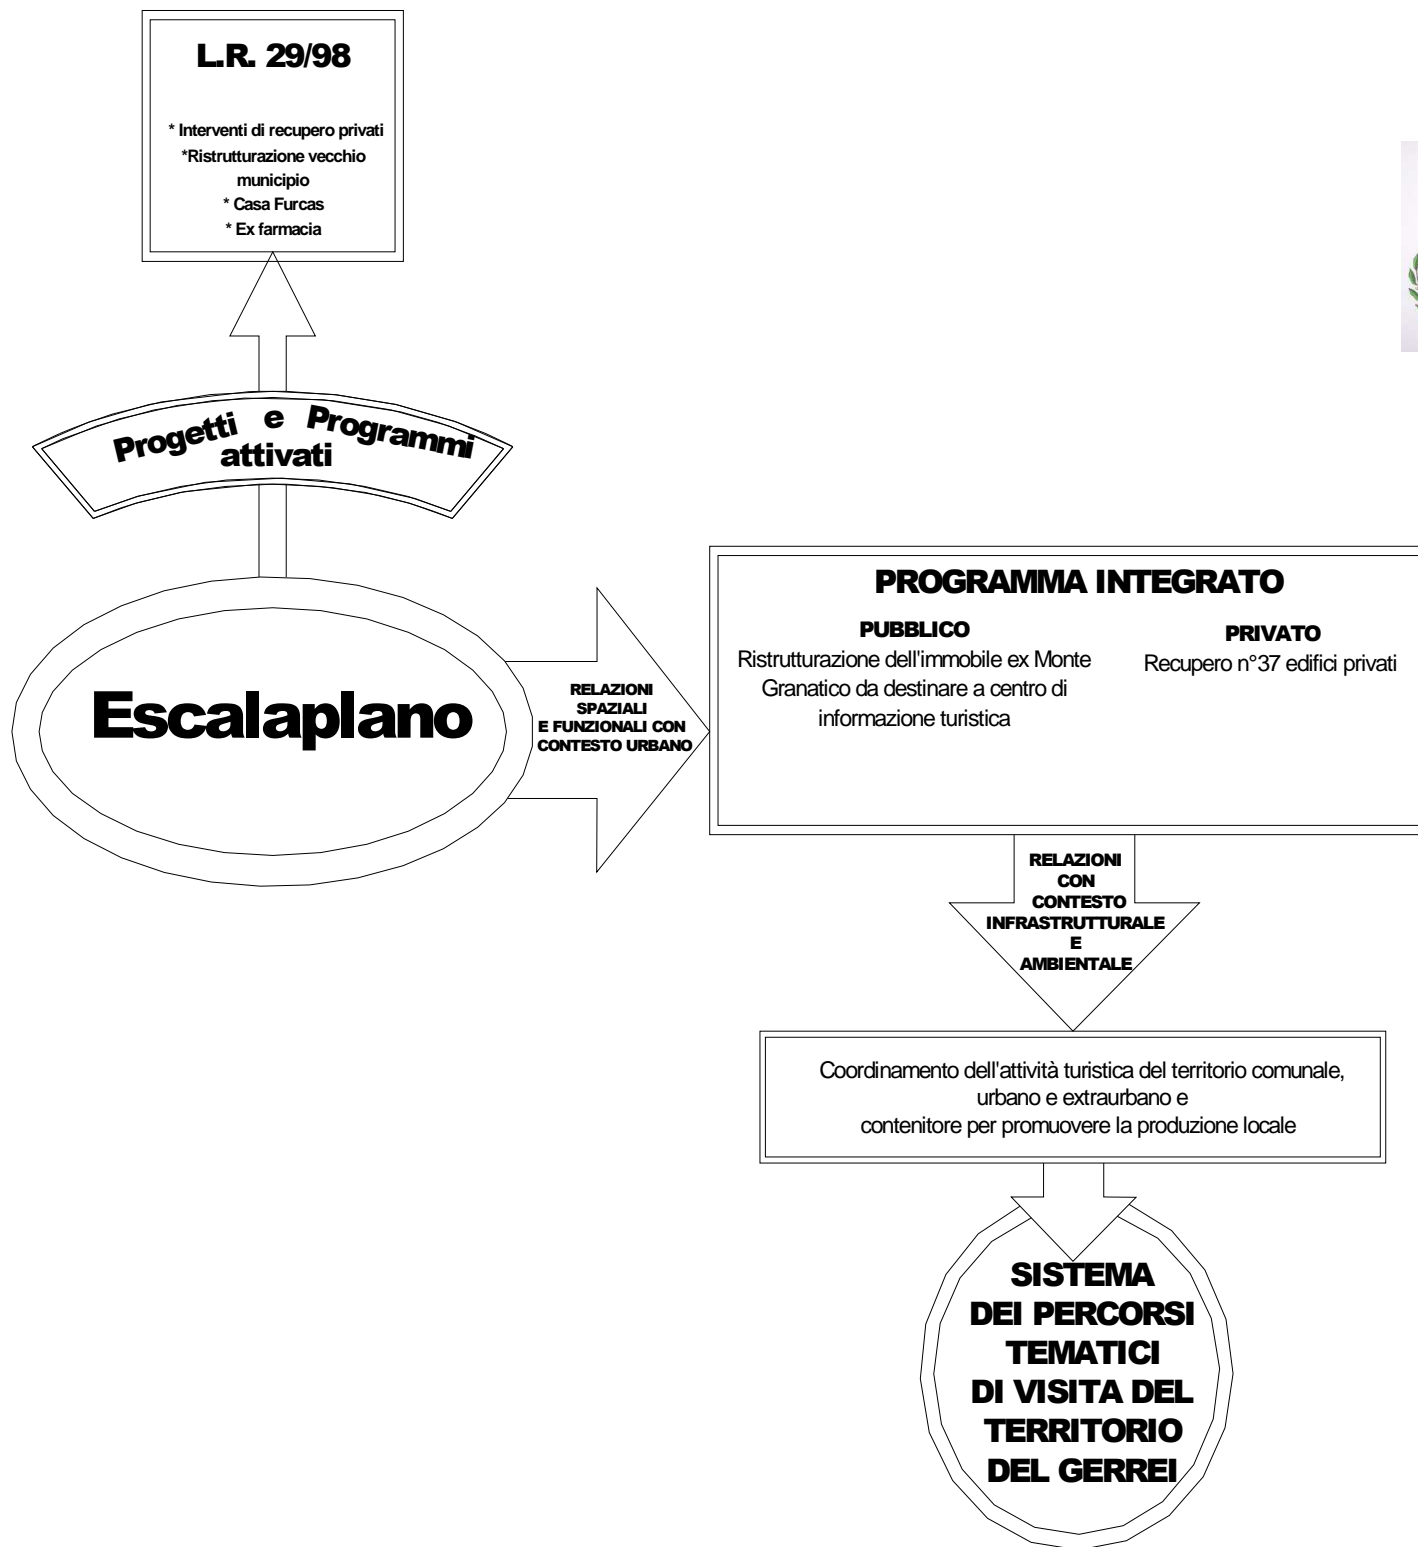 L.R. 29/98
* Interventi di recupero privati
*Ristrutturazione vecchio
municipio
* Casa Furcas
* Ex farmacia
Progetti e Programmi
attivati
Escalaplano
RELAZIONI
SPAZIALI
E FUNZIONALI CON
CONTESTO URBANO
PROGRAMMA INTEGRATO
PUBBLICO
Ristrutturazione dell'immobile ex Monte
Granatico da destinare a centro di
informazione turistica
PRIVATO
Recupero n°37 edifici privati
RELAZIONI
CON
CONTESTO
INFRASTRUTTURALE
E
AMBIENTALE
Coordinamento dell'attività turistica del territorio comunale,
urbano e extraurbano e
contenitore per promuovere la produzione locale
SISTEMA
DEI PERCORSI
TEMATICI
DI VISITA DEL
TERRITORIO
DEL GERREI